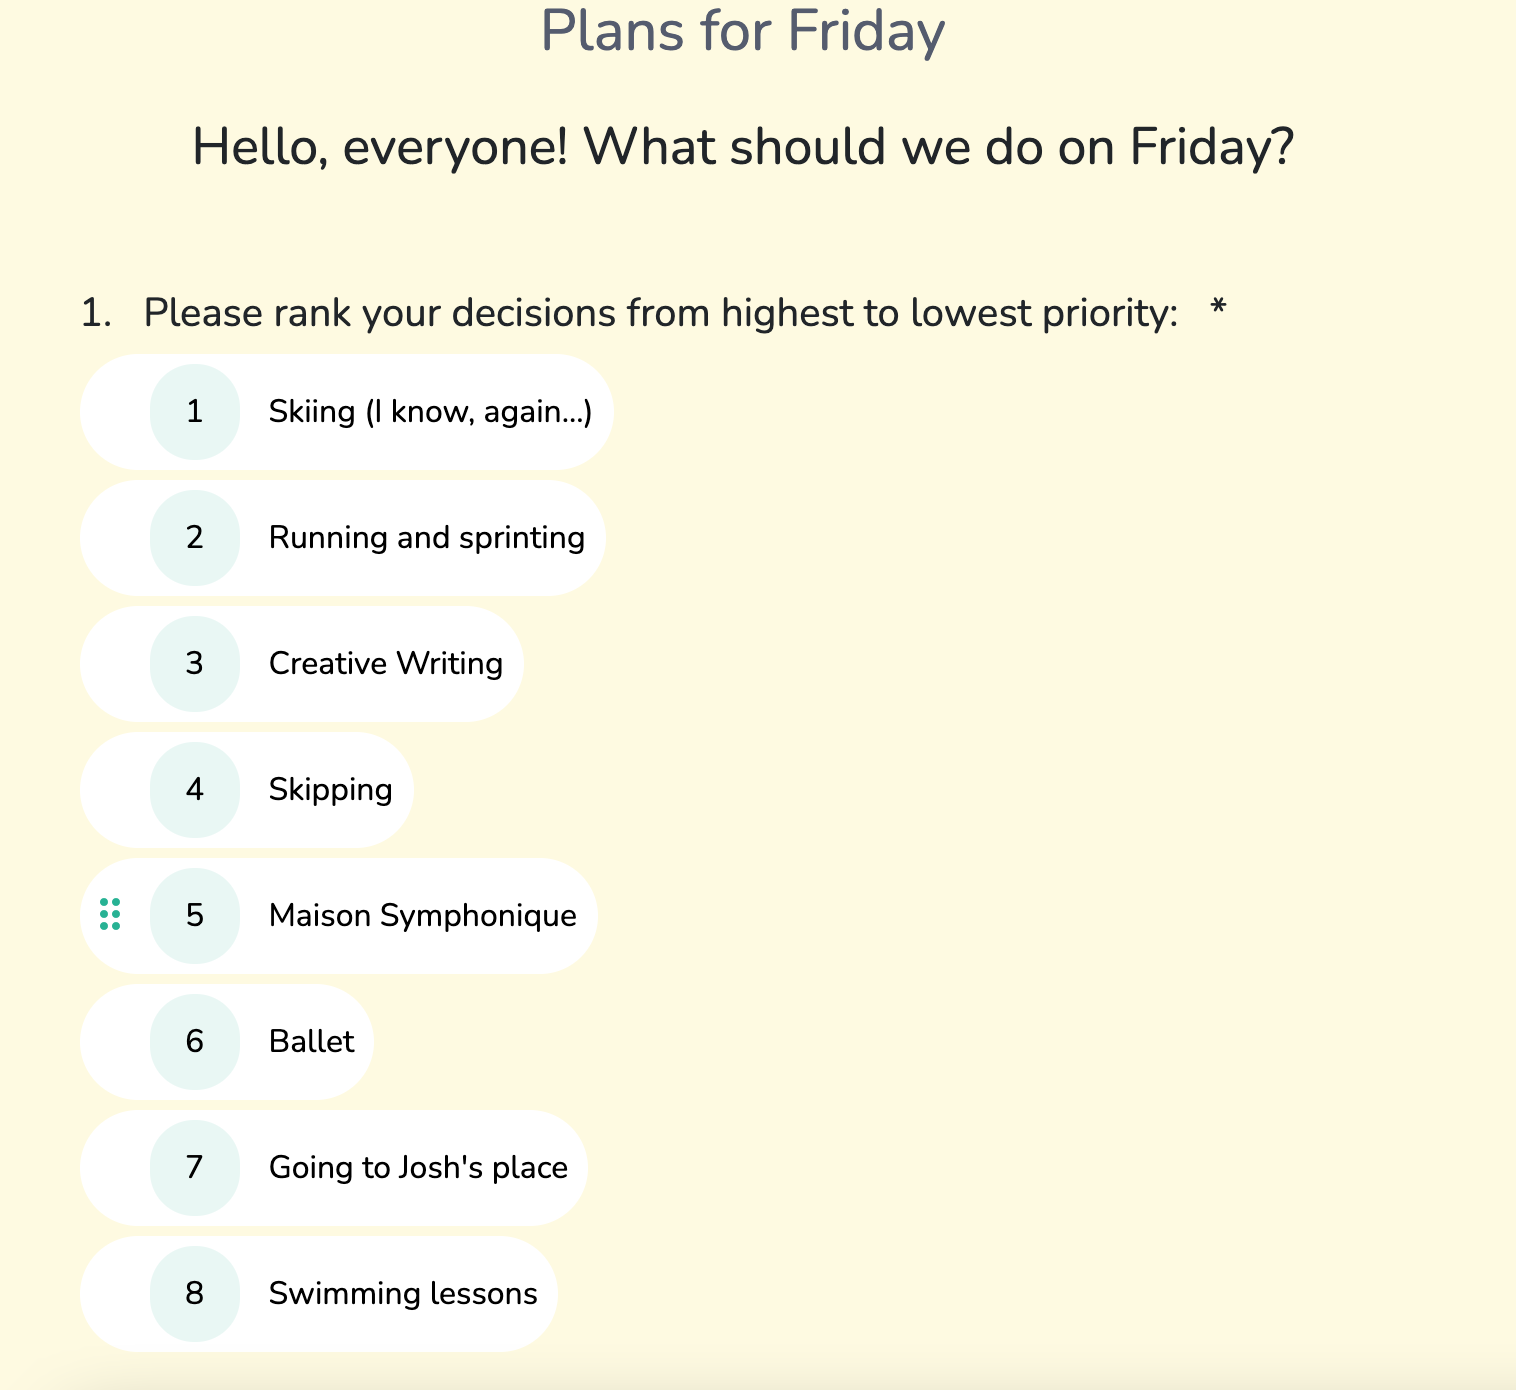 Plans for Friday
Hello, everyone! What should we do on Friday?
1. Please rank your decisions from highest to lowest priority: *
1 Skiing (I know, again...)
2 Running and sprinting
3 Creative Writing
4 Skipping
5 Maison Symphonique
6 Ballet
7 Going to Josh's place
8 Swimming lessons